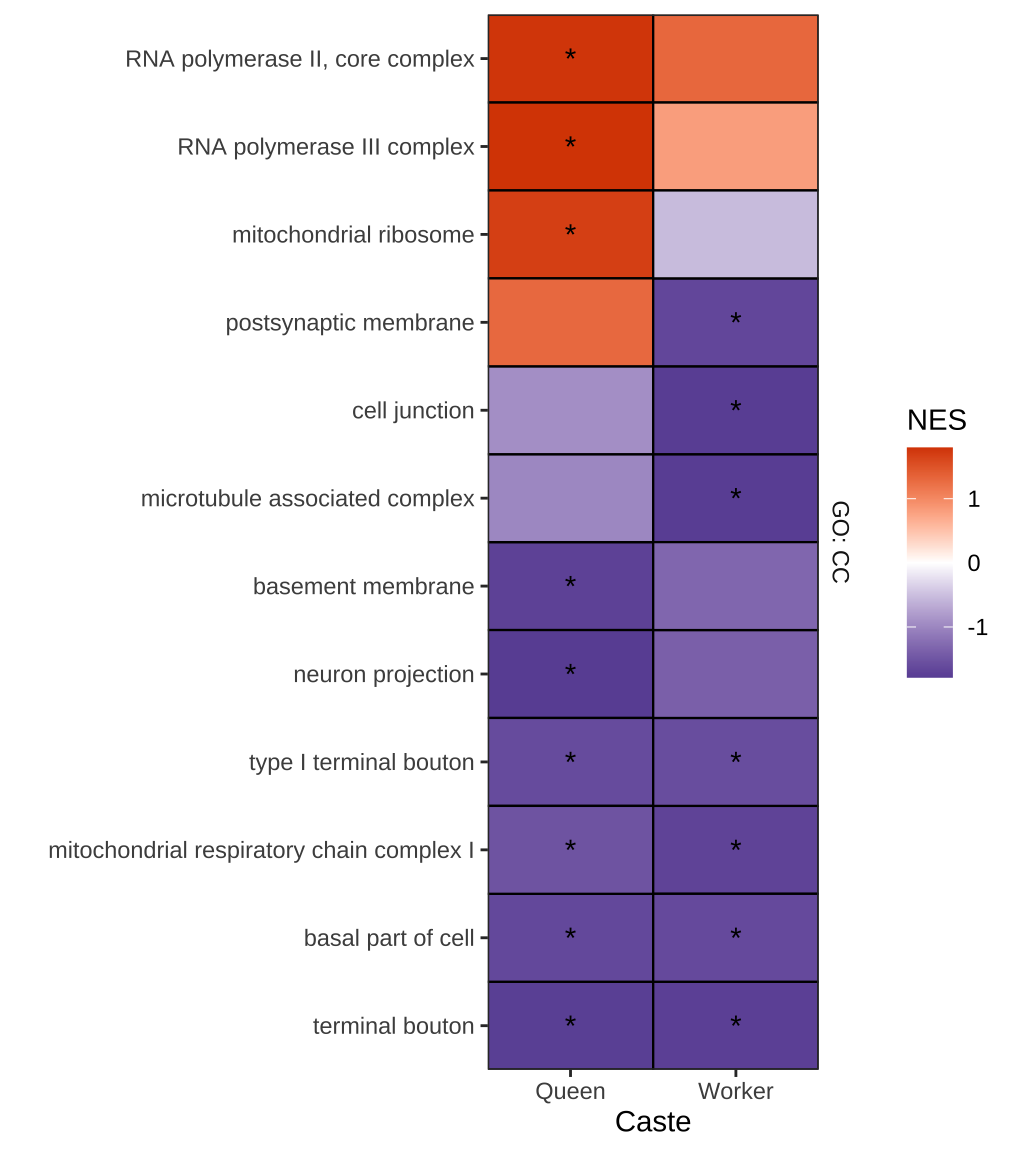 RNA polymerase II, core complex * 
RNA polymerase III complex *
mitochondrial ribosome *
postsynaptic membrane *
cell junction *
microtubule associated complex *
basement membrane *
neuron projection *
type I terminal bouton * *
mitochondrial respiratory chain complex I * *
basal part of cell * *
terminal bouton * *
Queen Worker
Caste
GO: CC
NES
1
0
-1